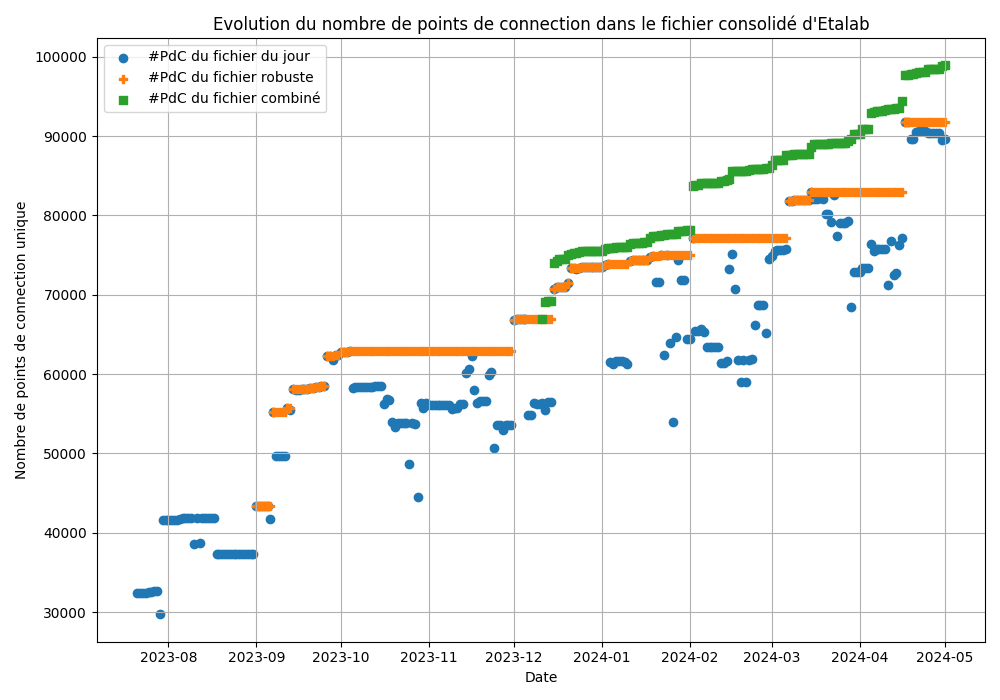 Evolution du nombre de points de connection dans le fichier consolidé d'Etalab
#PdC du fichier du jour
#PdC du fichier robuste
#PdC du fichier combiné
Nombre de points de connection unique
100000
90000
80000
70000
60000
50000
40000
30000
2023-08 2023-09 2023-10 2023-11 2023-12 2024-01 2024-02 2024-03 2024-04 2024-05
Date